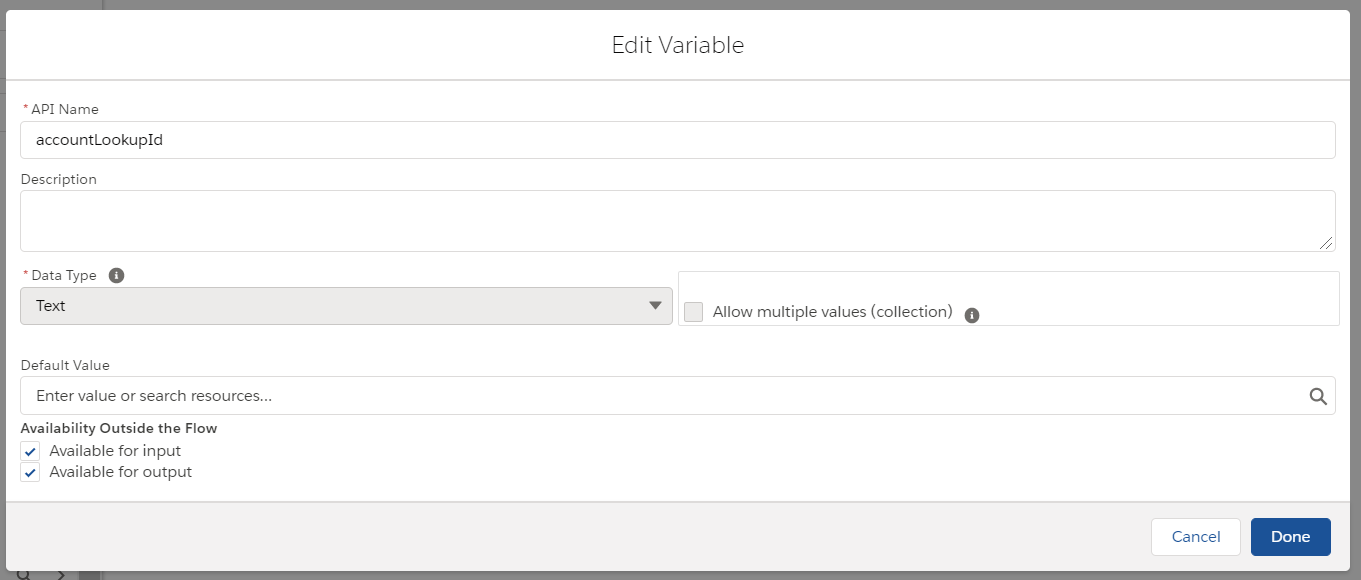 Edit Variable
* API Name
accountLookupId
Description
* Data Type
Text
Allow multiple values (collection)
Default Value
Enter value or search resources...
Availability Outside the Flow
Available for input
Available for output
Cancel
Done